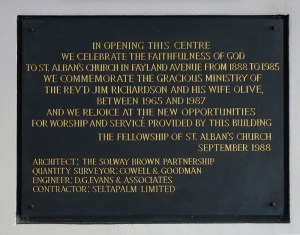 IN OPENING THIS CENTRE
WE CELEBRATE THE FAITHFULNESS OF GOD
TO ST. ALBAN'S CHURCH IN FAYLAND AVENUE FROM 1888 TO 1985
WE COMMEMORATE THE GRACIOUS MINISTRY OF
THE REV'D JIM RICHARDSON AND HIS WIFE OLIVE,
BETWEEN 1965 AND 1987
AND WE REJOICE AT THE NEW OPPORTUNITIES
FOR WORSHIP AND SERVICE PROVIDED BY THIS BUILDING
THE FELLOWSHIP OF ST. ALBAN'S CHURCH
SEPTEMBER 1988
ARCHITECT: THE SOLWAY BROWN PARTNERSHIP
QUANTITY SURVEYOR: COWELL & GOODMAN
ENGINEER: D.G. EVANS & ASSOCIATES
CONTRACTOR: SELTAPALM LIMITED